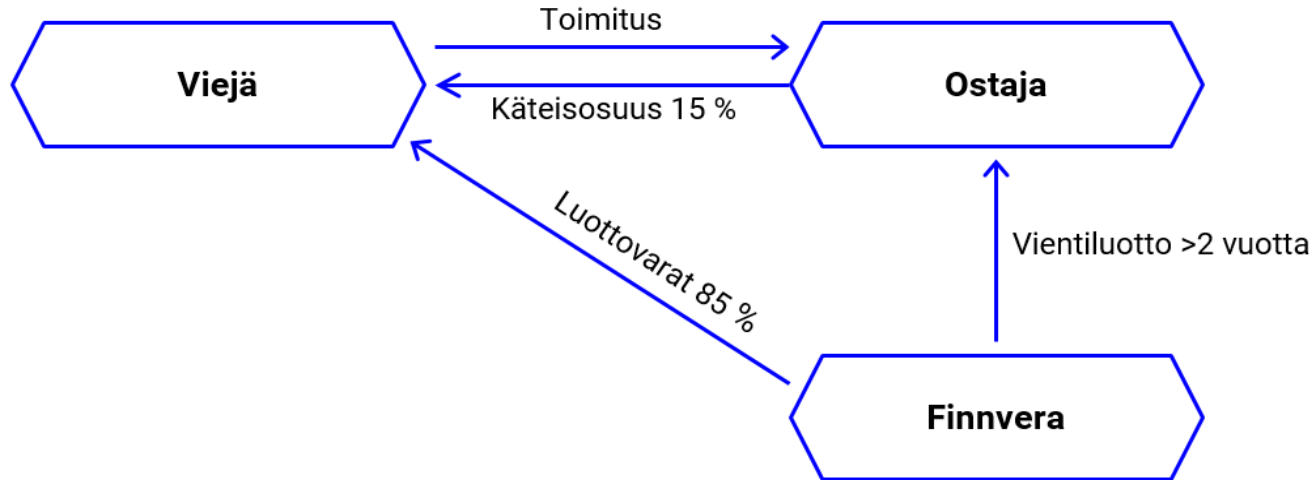 Toimitus
Viejä
Ostaja
Käteisosuus 15 %
Luottovarat 85 %
Vientiluotto >2 vuotta
Finnvera